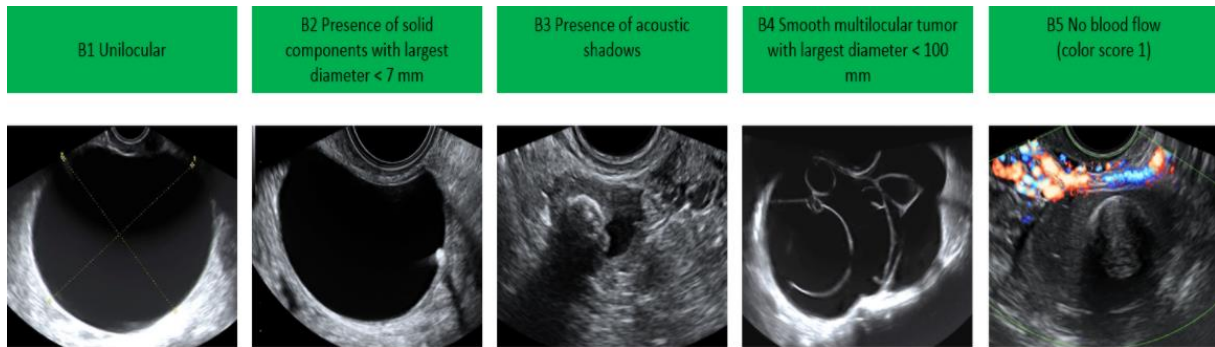 B1 Unilocular
B2 Presence of solid
components with largest
diameter < 7 mm
B3 Presence of acoustic
shadows
B4 Smooth multilocular tumor
with largest diameter < 100
mm
B5 No blood flow
(color score 1)